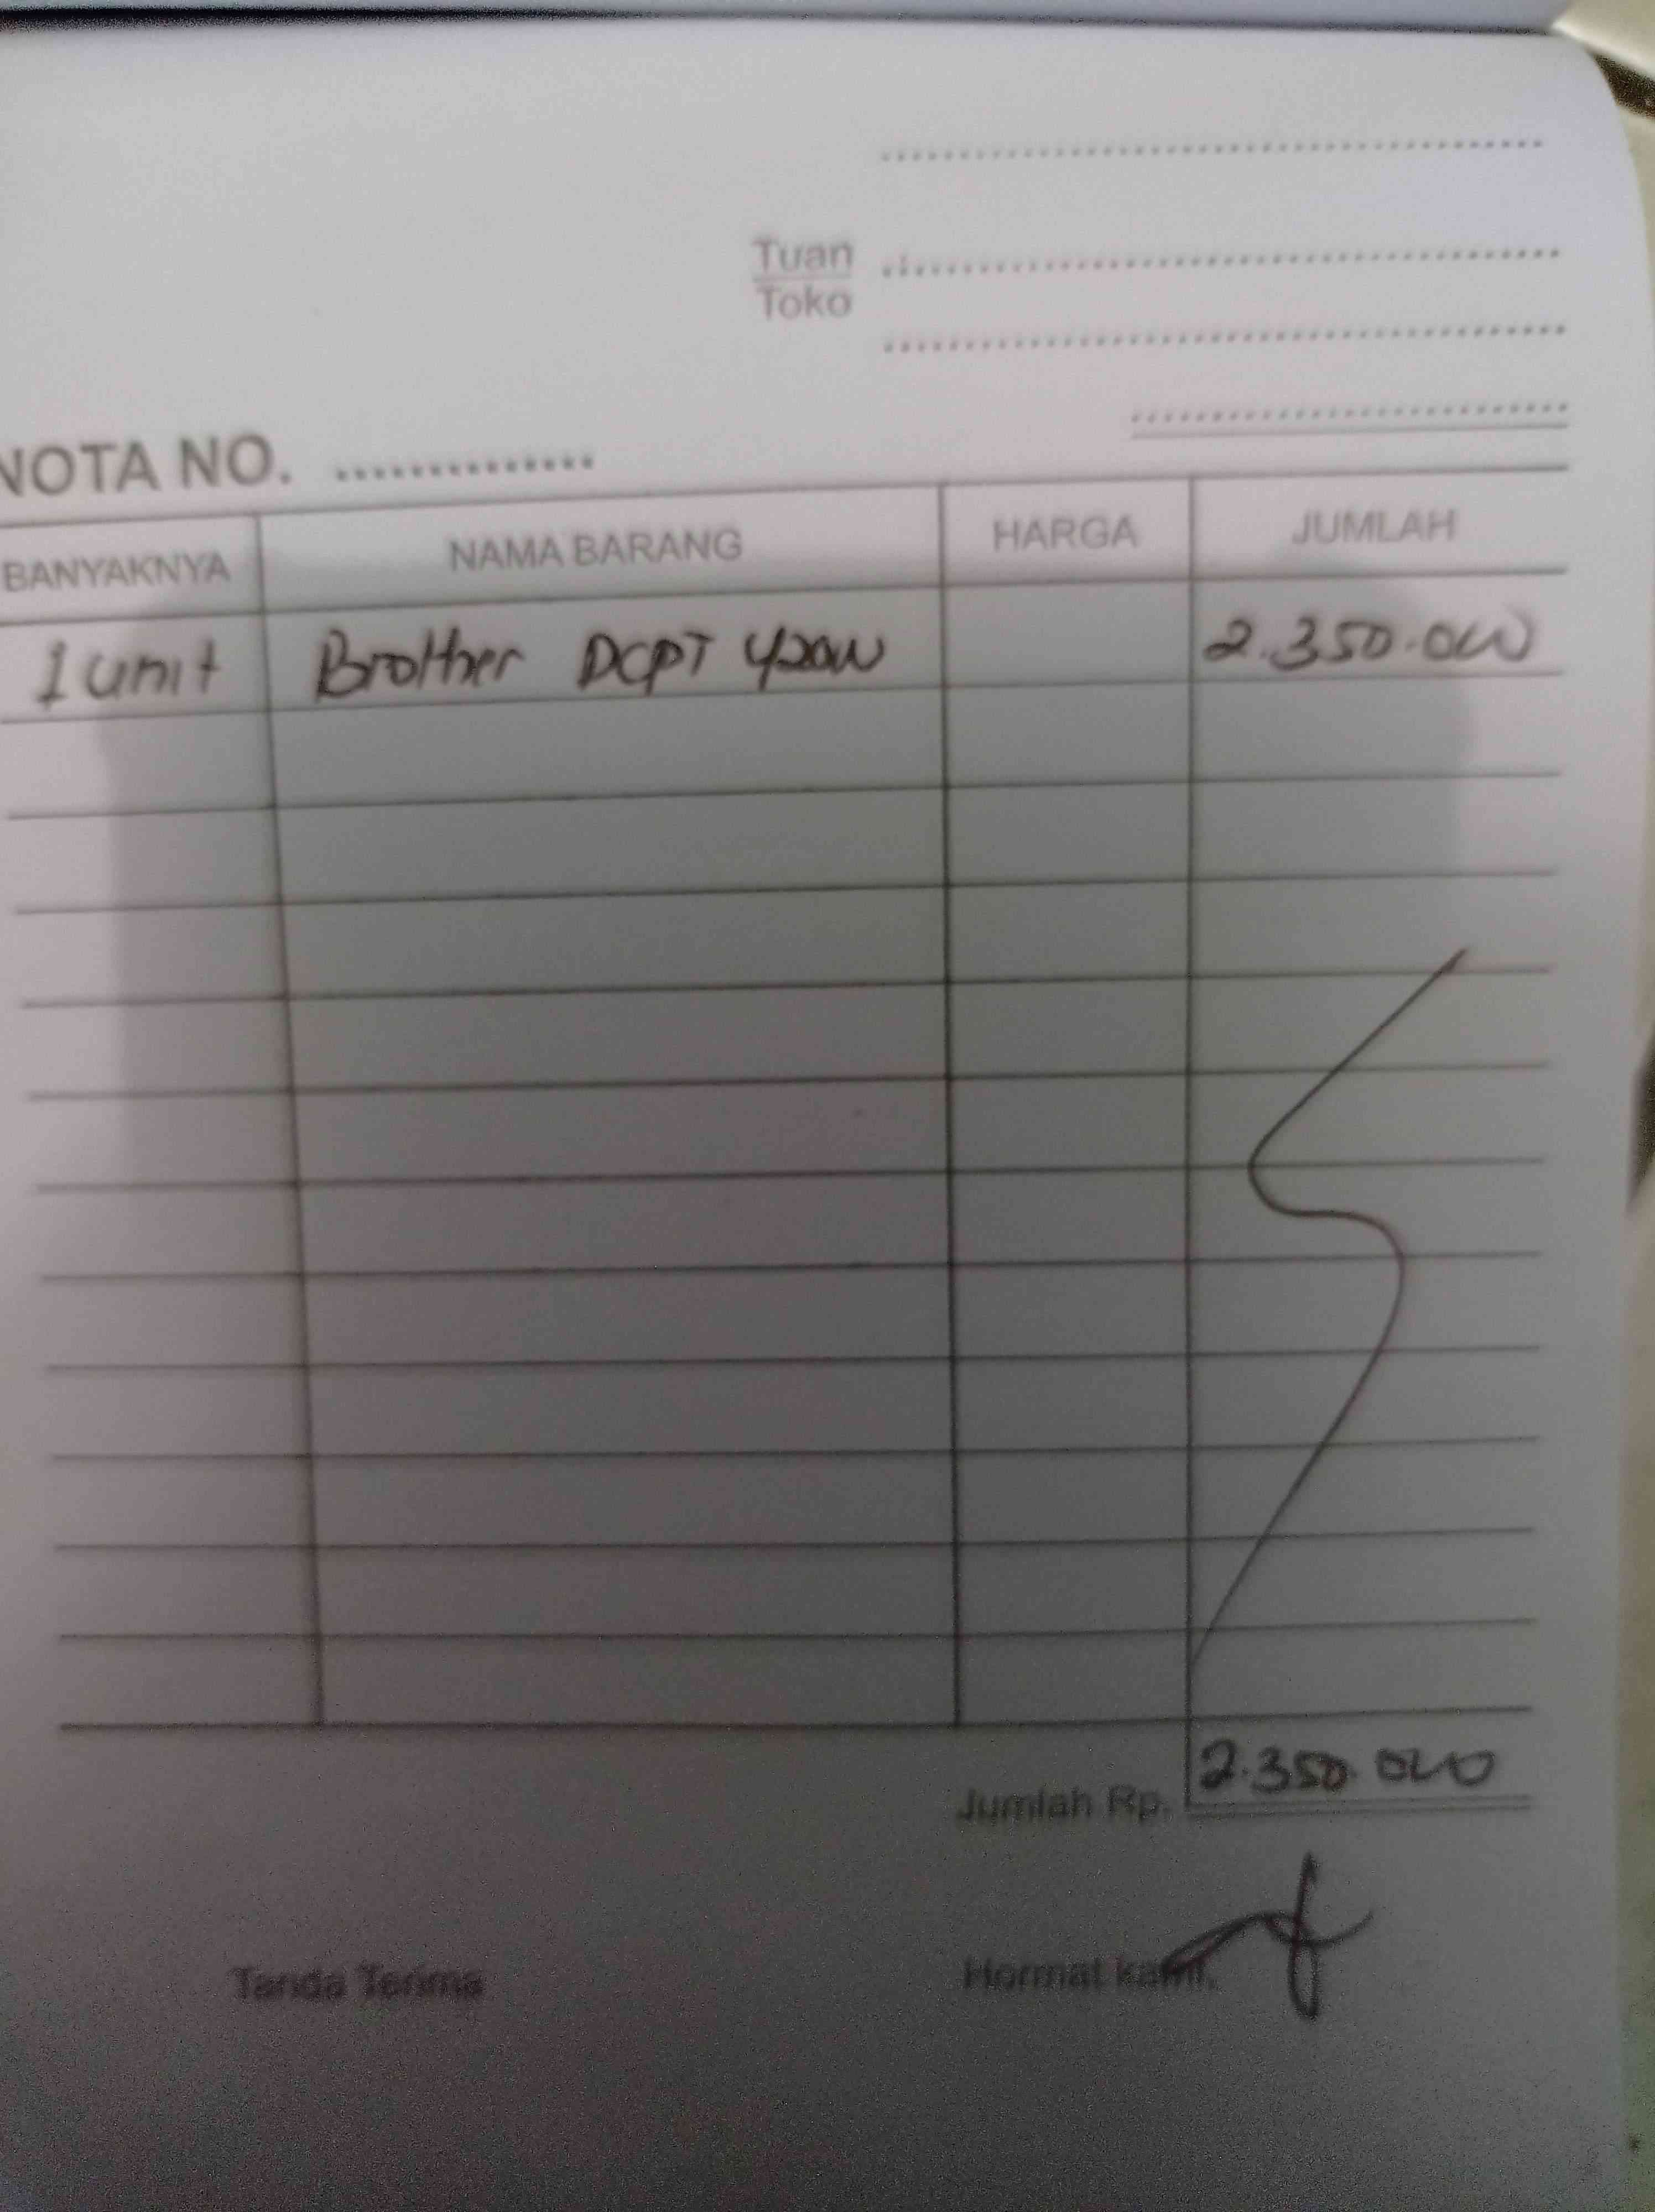 Tuan
Toko
NOTA NO.
BANYAKNYA NAMA BARANG HARGA JUMLAH
1 unit Brother DCPT 420W 2.350.000
Jumlah Rp. 2.350.000
Tanda Terima Hormat kami,